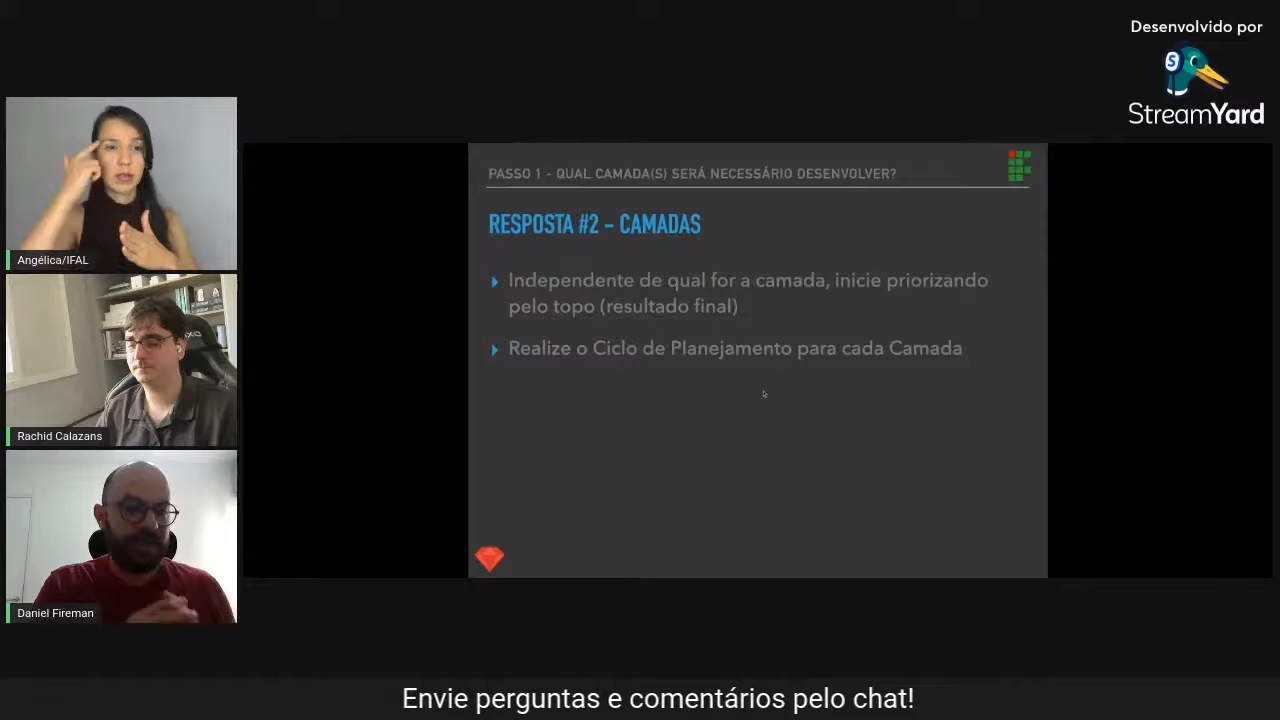 Desenvolvido por
S
StreamYard
Angélica/IFAL
Rachid Calazans
Daniel Fireman
PASSO 1 - QUAL CAMADA(S) SERÁ NECESSÁRIO DESENVOLVER?
RESPOSTA #2 - CAMADAS
Independente de qual for a camada, inicie priorizando
pelo topo (resultado final)
Realize o Ciclo de Planejamento para cada Camada
Envie perguntas e comentários pelo chat!